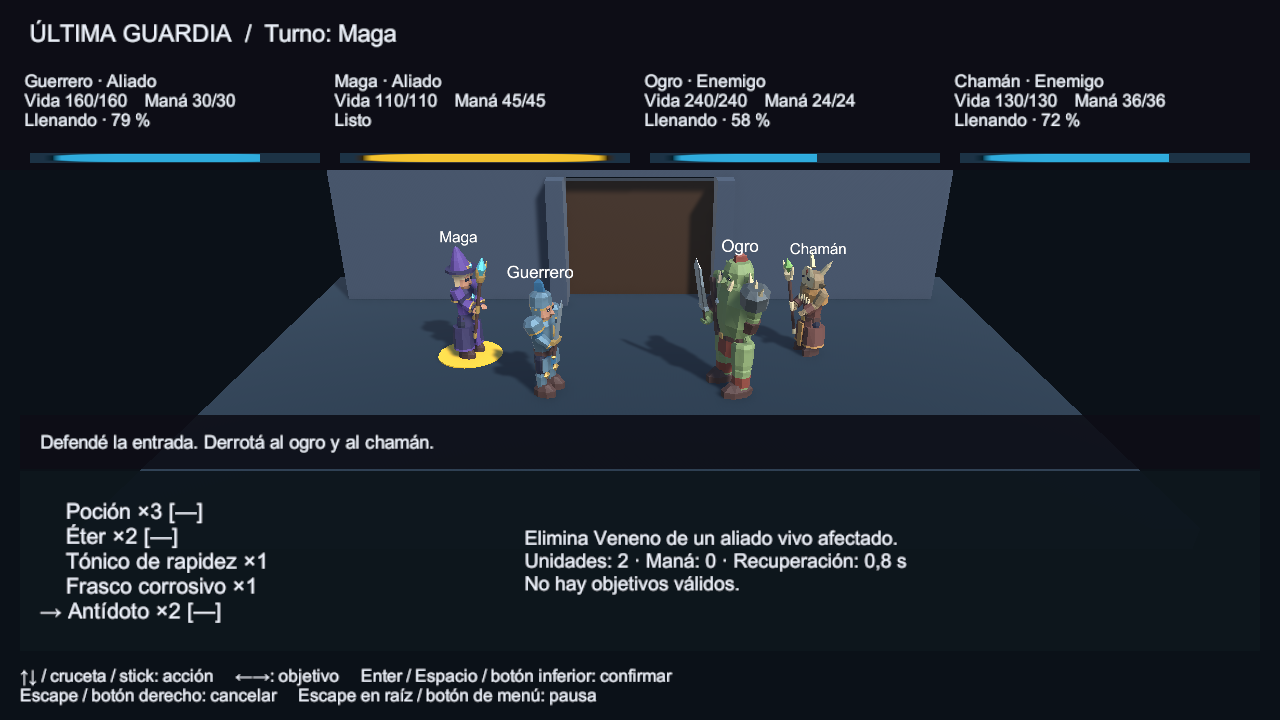 ÚLTIMA GUARDIA / Turno: Maga
Guerrero · Aliado
Vida 160/160 Maná 30/30
Llenando · 79 %
Maga · Aliado
Vida 110/110 Maná 45/45
Listo
Ogro · Enemigo
Vida 240/240 Maná 24/24
Llenando · 58 %
Chamán · Enemigo
Vida 130/130 Maná 36/36
Llenando · 72 %
Maga
Guerrero
Ogro
Chamán
Defendé la entrada. Derrotá al ogro y al chamán.
Poción ×3 [—]
Éter ×2 [—]
Tónico de rapidez ×1
Frasco corrosivo ×1
→ Antídoto ×2 [—]
Elimina Veneno de un aliado vivo afectado.
Unidades: 2 · Maná: 0 · Recuperación: 0,8 s
No hay objetivos válidos.
↑↓ / cruceta / stick: acción ←→: objetivo Enter / Espacio / botón inferior: confirmar
Escape / botón derecho: cancelar Escape en raíz / botón de menú: pausa